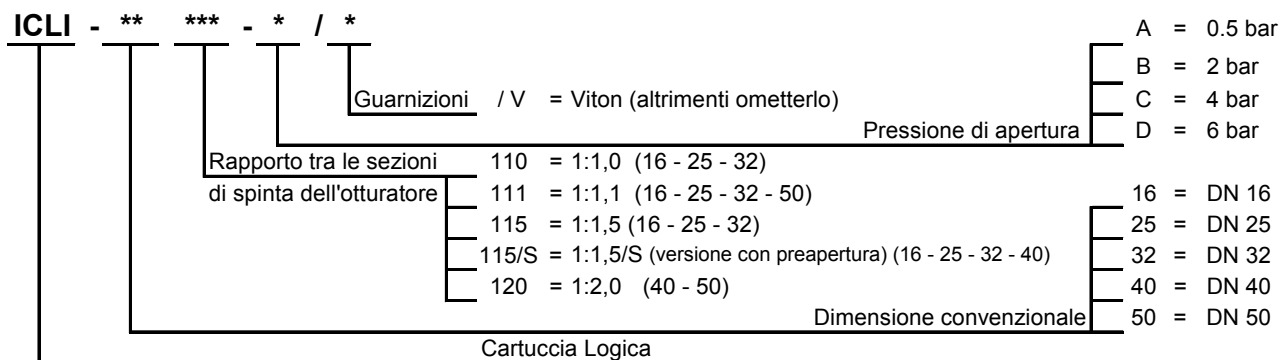 ICLI - ** *** - * / *
A = 0.5 bar
B = 2 bar
Guarnizioni / V = Viton (altrimenti ometterlo)
C = 4 bar
Pressione di apertura
D = 6 bar
Rapporto tra le sezioni
di spinta dell'otturatore
110 = 1:1,0 (16 - 25 - 32)
111 = 1:1,1 (16 - 25 - 32 - 50)
115 = 1:1,5 (16 - 25 - 32)
115/S = 1:1,5/S (versione con preapertura) (16 - 25 - 32 - 40)
120 = 1:2,0 (40 - 50)
16 = DN 16
25 = DN 25
32 = DN 32
40 = DN 40
Dimensione convenzionale
50 = DN 50
Cartuccia Logica